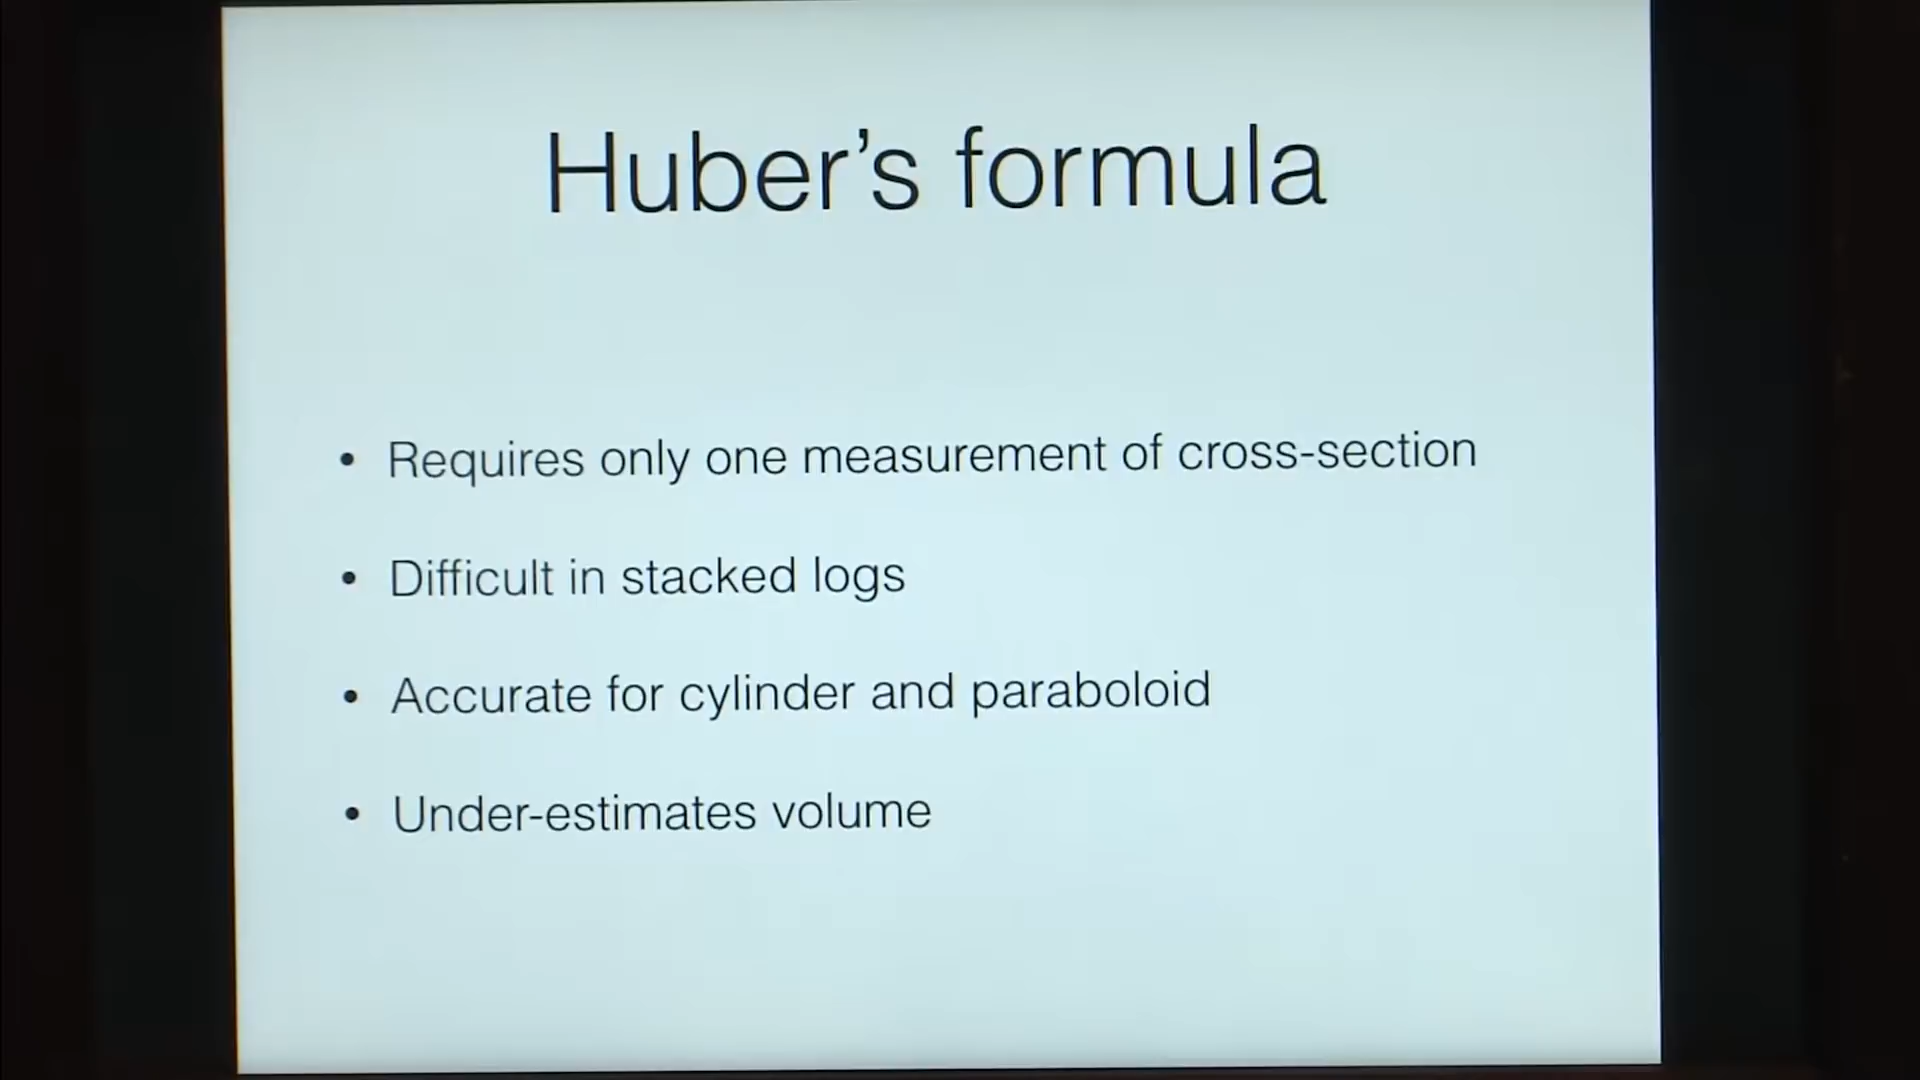 Huber’s formula
• Requires only one measurement of cross-section
• Difficult in stacked logs
• Accurate for cylinder and paraboloid
• Under-estimates volume